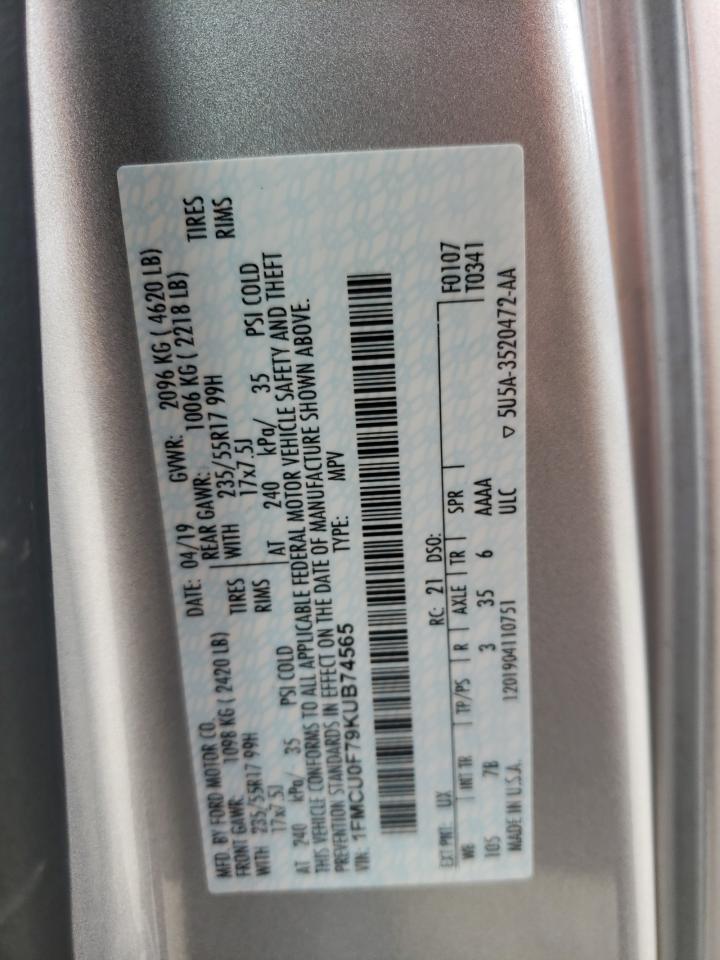 MFD. BY FORD MOTOR CO.
DATE: 04/19 GVWR: 2096 KG ( 4620 LB)
FRONT GAWR: 1098 KG ( 2420 LB) REAR GAWR: 1006 KG ( 2218 LB)
WITH 235/55R17 99H TIRES WITH 235/55R17 99H TIRES
17x7.5J RIMS 17x7.5J RIMS
AT 240 kPa/ 35 PSI COLD AT 240 kPa/ 35 PSI COLD
THIS VEHICLE CONFORMS TO ALL APPLICABLE FEDERAL MOTOR VEHICLE SAFETY AND THEFT
PREVENTION STANDARDS IN EFFECT ON THE DATE OF MANUFACTURE SHOWN ABOVE.
VIN: 1FMCU0F79KUB74565 TYPE: MPV
F0107
T0341
EXT PNT: UX RC: 21 DSO:
WB INT TR TP/PS R AXLE TR SPR
105 7B 3 35 6 AAAA
MADE IN U.S.A. 1201904110751 ULC ▽ 5U5A-3520472-AA